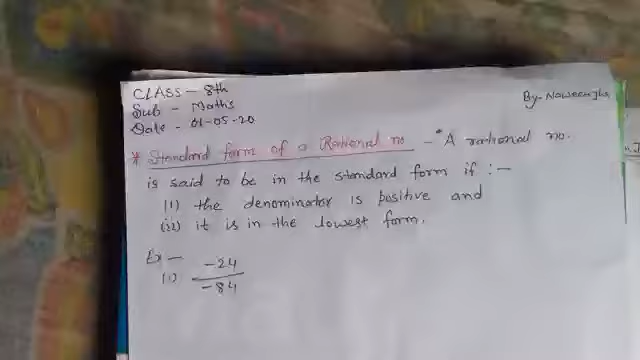 CLASS - 8th
Sub - Maths
Date - 01-05-20
* Standard form of a Rational no - A rational no.
is said to be in the standard form if :-
(i) the denominator is positive and
(ii) it is in the lowest form.
Ex -
(i) -24
-84